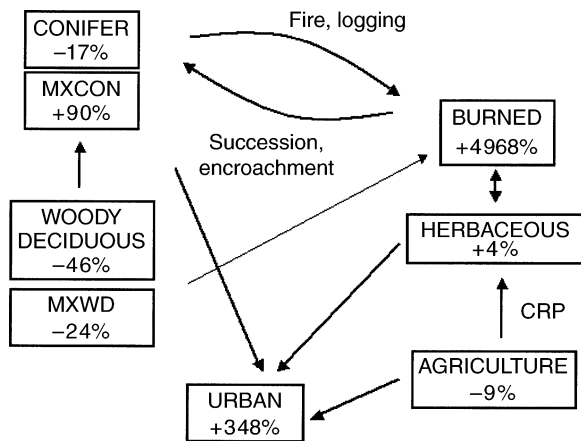 CONIFER
−17%
MXCON
+90%
Fire, logging
Succession,
encroachment
BURNED
+4968%
WOODY
DECIDUOUS
−46%
MXWD
−24%
HERBACEOUS
+4%
CRP
AGRICULTURE
−9%
URBAN
+348%